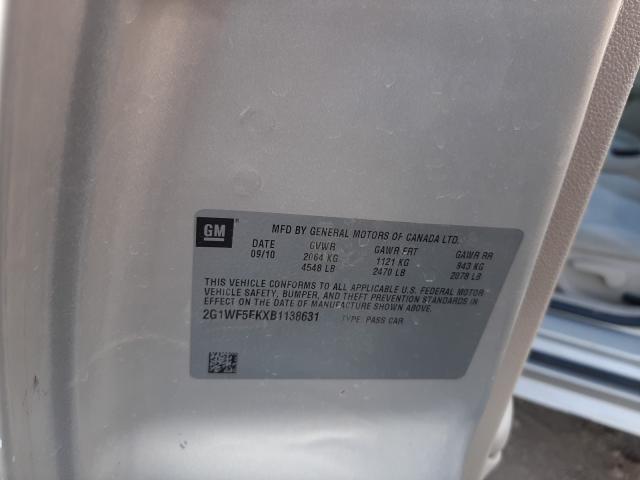 GM
MFD BY GENERAL MOTORS OF CANADA LTD.
DATE GVWR GAWR FRT GAWR RR
09/10 2064 KG 1121 KG 943 KG
4548 LB 2470 LB 2078 LB
THIS VEHICLE CONFORMS TO ALL APPLICABLE U.S. FEDERAL MOTOR
VEHICLE SAFETY, BUMPER, AND THEFT PREVENTION STANDARDS IN
EFFECT ON THE DATE OF MANUFACTURE SHOWN ABOVE.
2G1WF5EKXB1138631 TYPE: PASS CAR